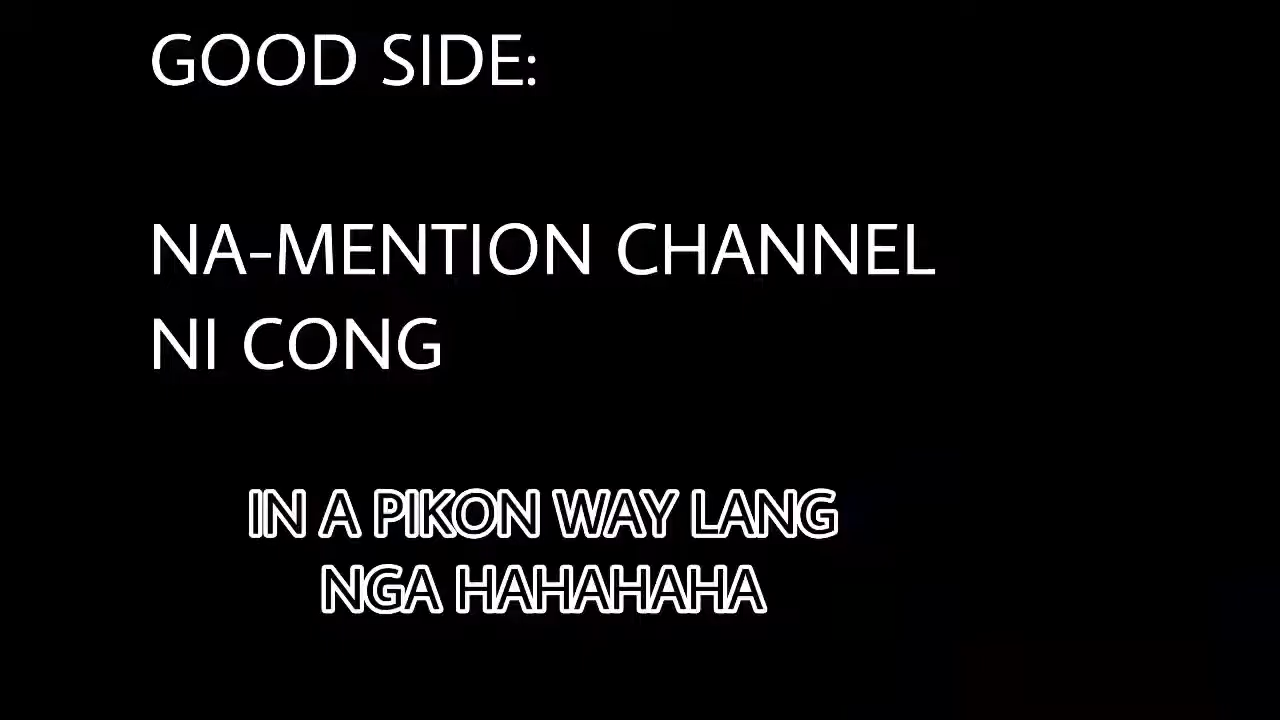 GOOD SIDE:
NA-MENTION CHANNEL
NI CONG
IN A PIKON WAY LANG
NGA HAHAHAHA